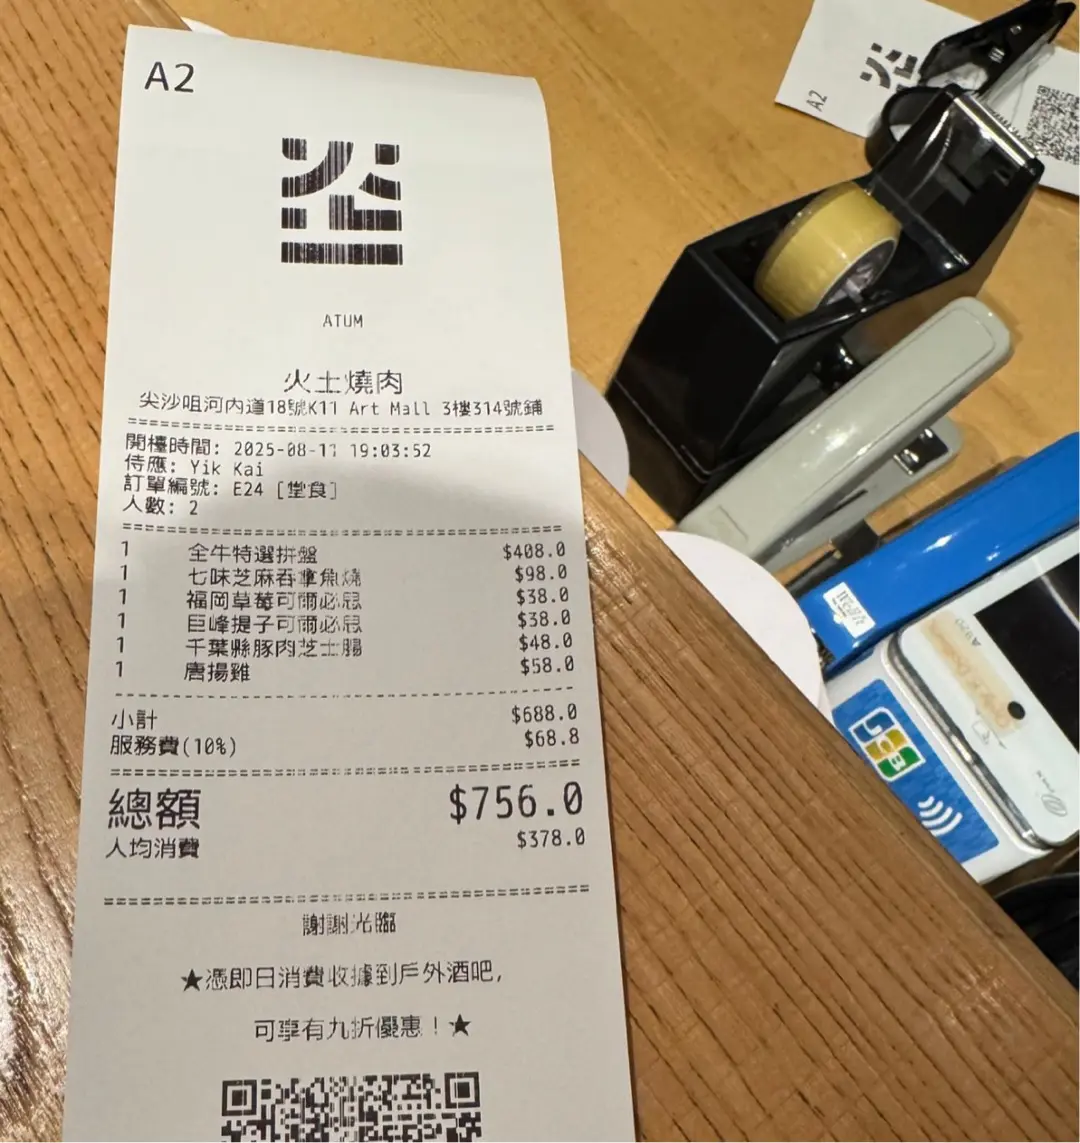 A2
ATUM
火土燒肉
尖沙咀河內道18號K11 Art Mall 3樓314號鋪
開檯時間: 2025-08-11 19:03:52
侍應: Yik Kai
訂單編號: E24 [堂食]
人數: 2
1 全牛特選拼盤 $408.0
1 七味芝麻吞拿魚燒 $98.0
1 福岡草莓可爾必思 $38.0
1 巨峰提子可爾必思 $38.0
1 千葉縣豚肉芝士腸 $48.0
1 唐揚雞 $58.0
小計 $688.0
服務費(10%) $68.8
總額 $756.0
人均消費 $378.0
謝謝光臨
★憑即日消費收據到戶外酒吧,
可享有九折優惠！★
A2
JCB
A920